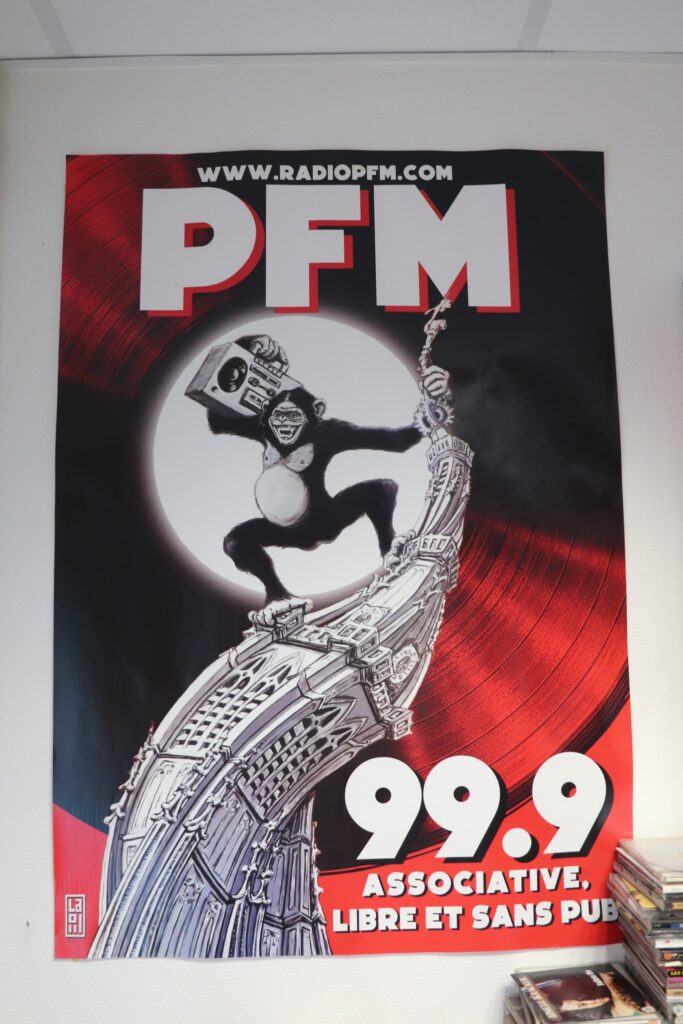 WWW.RADIOPFM.COM
PFM
99.9
ASSOCIATIVE,
LIBRE ET SANS PUB